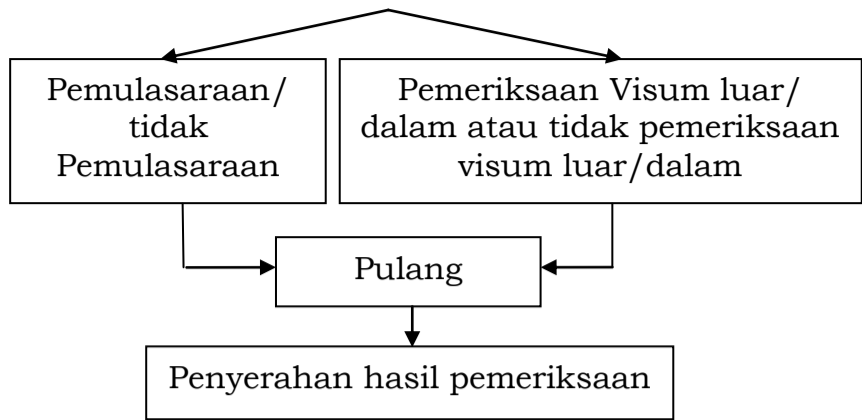 Pemulasaraan/
tidak
Pemulasaraan
Pemeriksaan Visum luar/
dalam atau tidak pemeriksaan
visum luar/dalam
Pulang
Penyerahan hasil pemeriksaan